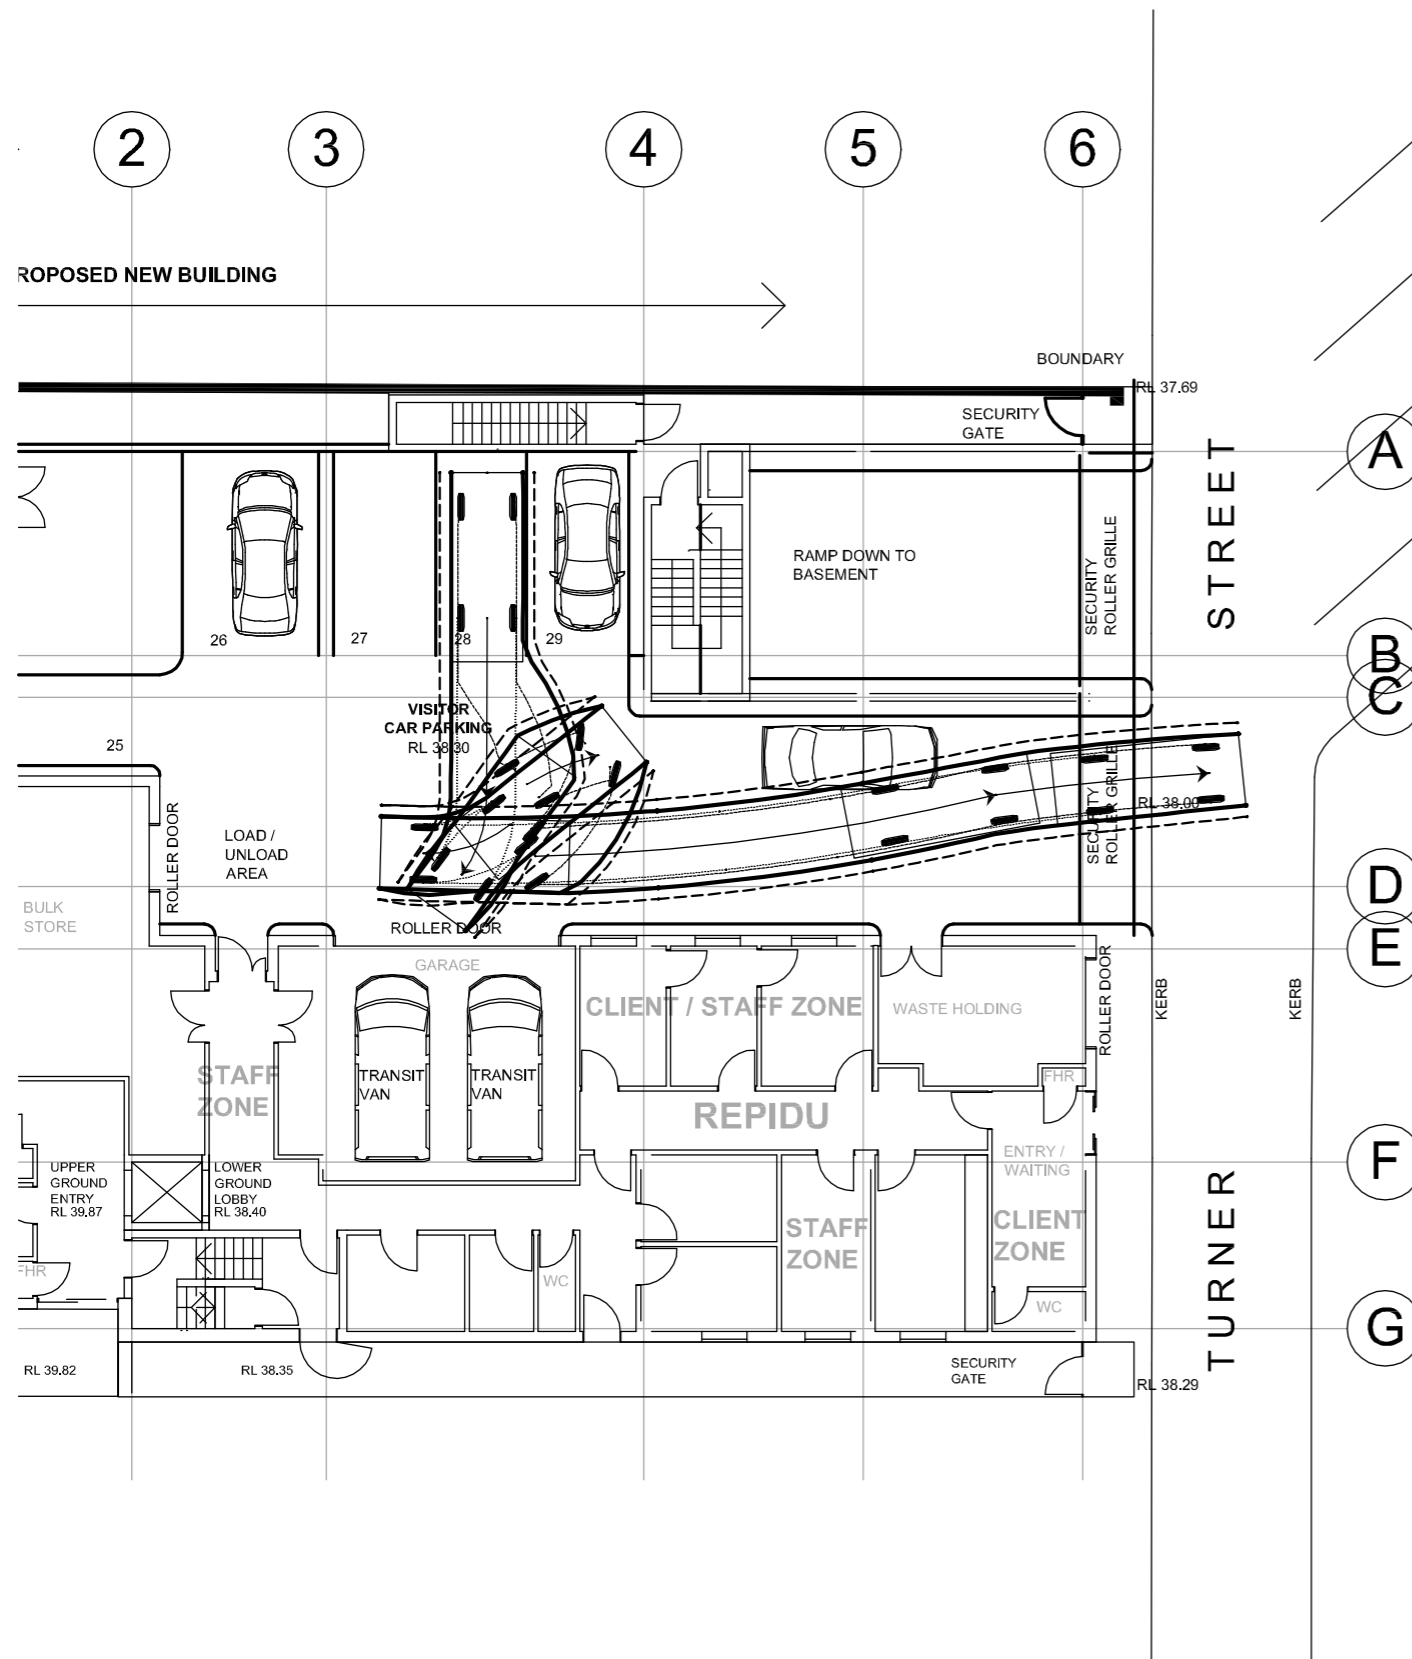 2
3
4
5
6
ROPOSED NEW BUILDING
BOUNDARY
RL 37.69
SECURITY
GATE
A
STREET
RAMP DOWN TO
BASEMENT
SECURITY
ROLLER GRILLE
26
27
28
29
B
C
VISITOR
CAR PARKING
RL 38.30
25
SECURITY
ROLLER GRILLE
RL 38.00
ROLLER DOOR
LOAD /
UNLOAD
AREA
D
BULK
STORE
ROLLER DOOR
E
GARAGE
CLIENT / STAFF ZONE
WASTE HOLDING
ROLLER DOOR
KERB
KERB
STAFF
ZONE
TRANSIT
VAN
TRANSIT
VAN
FHR
REPIDU
ENTRY /
WAITING
F
UPPER
GROUND
ENTRY
RL 39.87
LOWER
GROUND
LOBBY
RL 38.40
STAFF
ZONE
CLIENT
ZONE
TURNER
FHR
WC
WC
G
RL 39.82
RL 38.35
SECURITY
GATE
RL 38.29